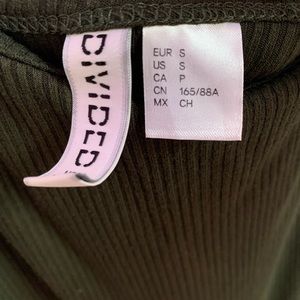 DIVIDED
EUR S
US S
CA P
CN 165/88A
MX CH